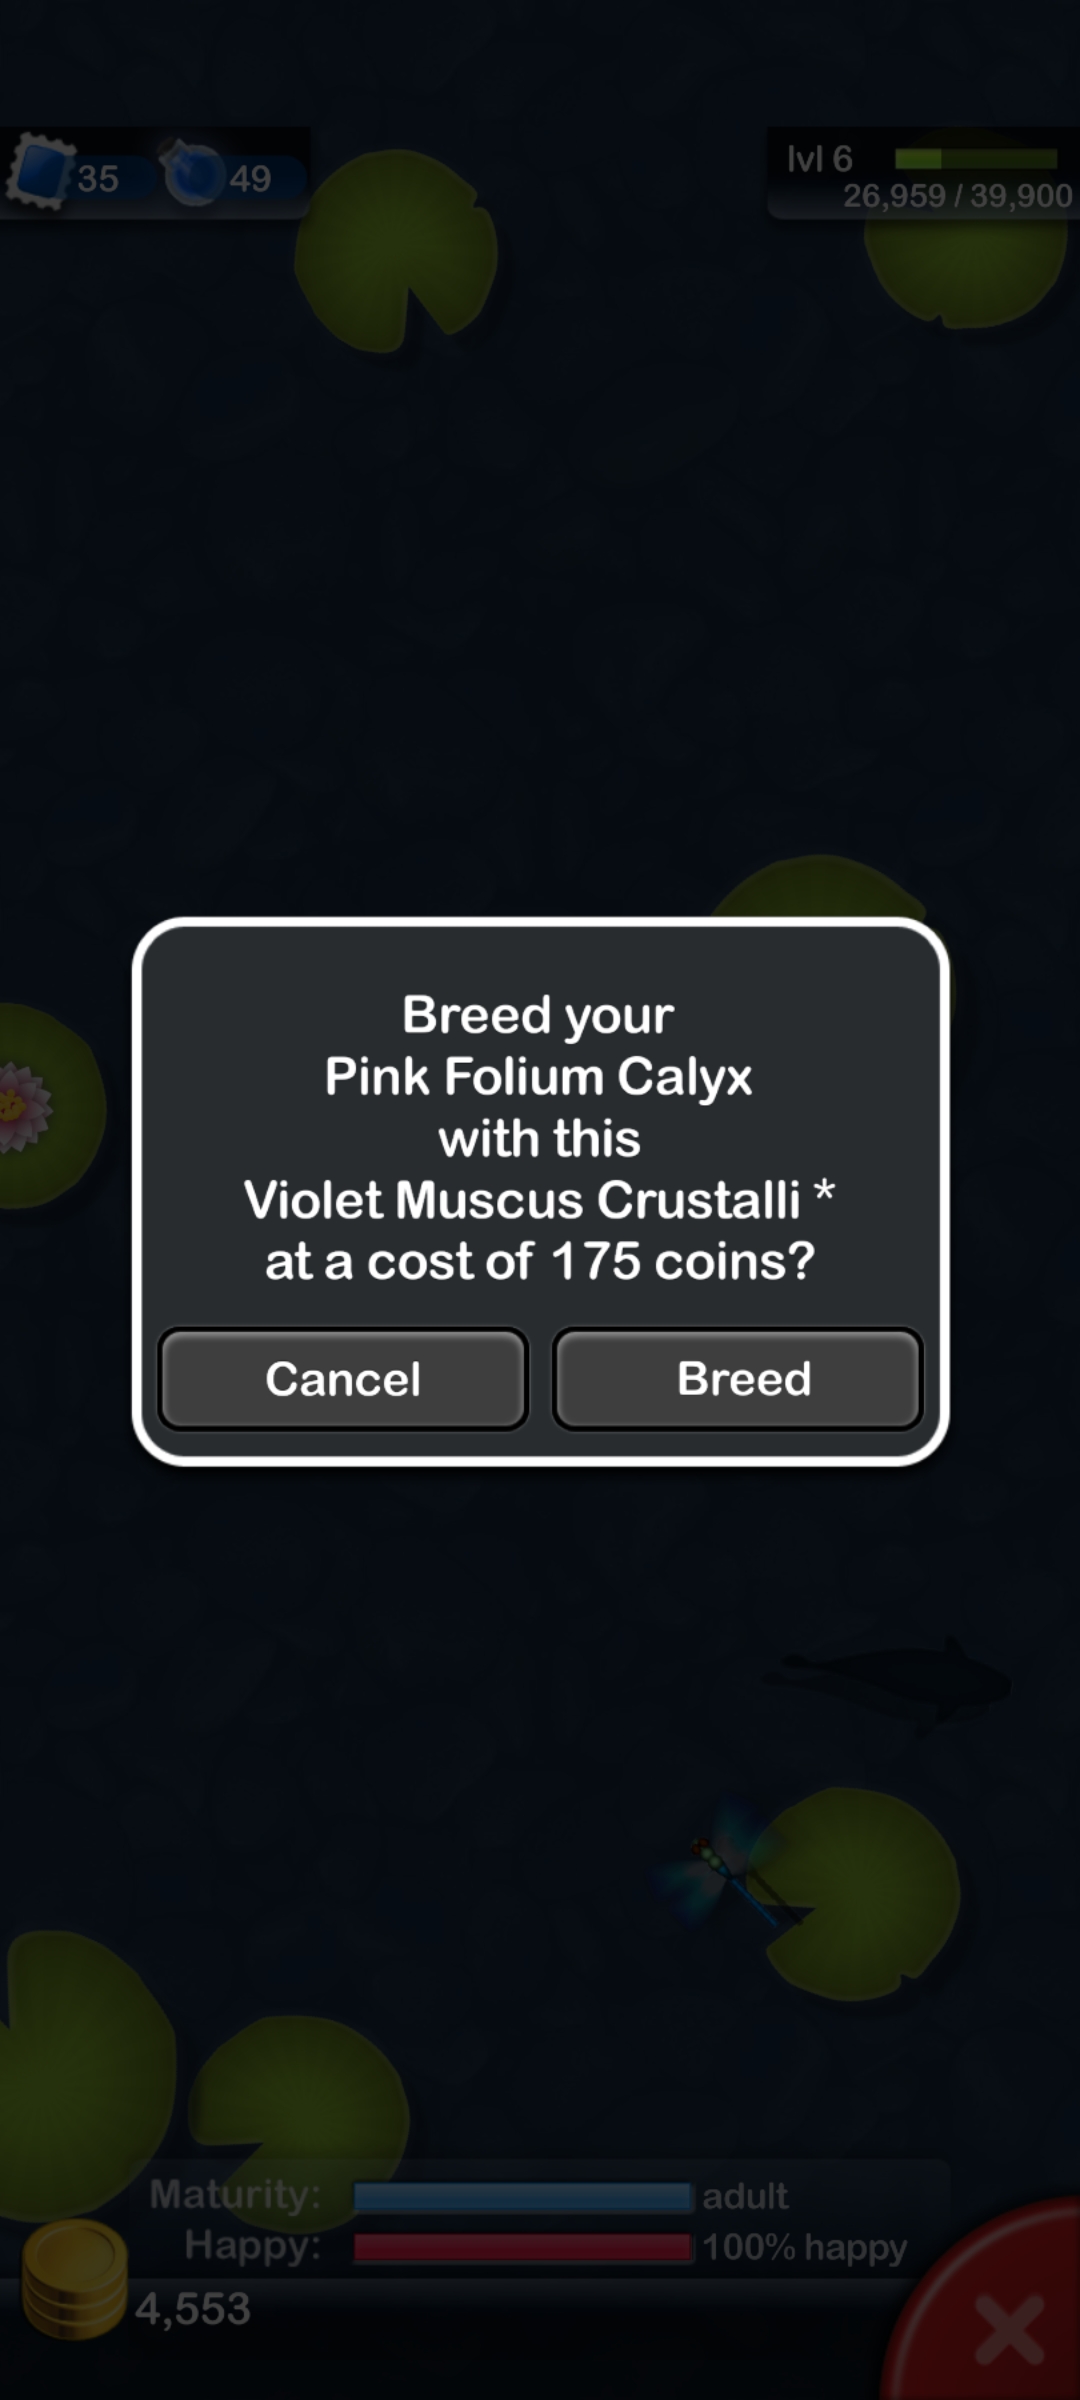 35
49
lvl 6
26,959 / 39,900
Breed your
Pink Folium Calyx
with this
Violet Muscus Crustalli *
at a cost of 175 coins?
Cancel
Breed
Maturity: adult
Happy: 100% happy
4,553